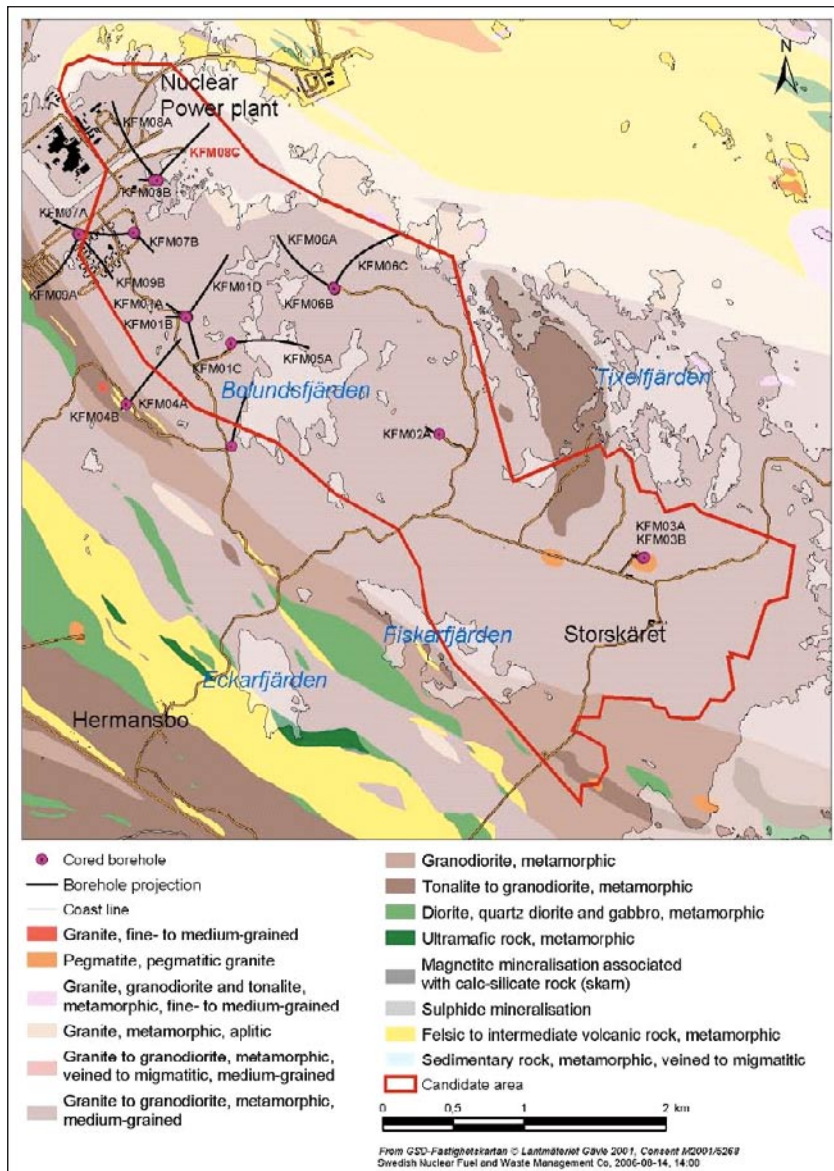 N
Nuclear
Power plant
KFM08A
KFM08C
KFM08B
KFM07A
KFM07B
KFM06A
KFM06C
KFM09A
KFM09B
KFM01D
KFM06B
KFM01A
KFM01B
KFM01C
KFM05A
Bolundsfjärden
Tixelfjärden
KFM04A
KFM04B
KFM02A
KFM03A
KFM03B
Fiskarfjärden
Storskäret
Eckarfjärden
Hermansbo
Cored borehole
Borehole projection
Coast line
Granite, fine- to medium-grained
Pegmatite, pegmatitic granite
Granite, granodiorite and tonalite,
metamorphic, fine- to medium-grained
Granite, metamorphic, aplitic
Granite to granodiorite, metamorphic,
veined to migmatitic, medium-grained
Granite to granodiorite, metamorphic,
medium-grained
Granodiorite, metamorphic
Tonalite to granodiorite, metamorphic
Diorite, quartz diorite and gabbro, metamorphic
Ultramafic rock, metamorphic
Magnetite mineralisation associated
with calc-silicate rock (skarn)
Sulphide mineralisation
Felsic to intermediate volcanic rock, metamorphic
Sedimentary rock, metamorphic, veined to migmatitic
Candidate area
0 0,5 1 2 km
From GSD-Fastighetskartan © Lantmäteriet Gävle 2001, Consent M2001/5268
Swedish Nuclear Fuel and Waste Management Co, 2006-08-14, 14:00